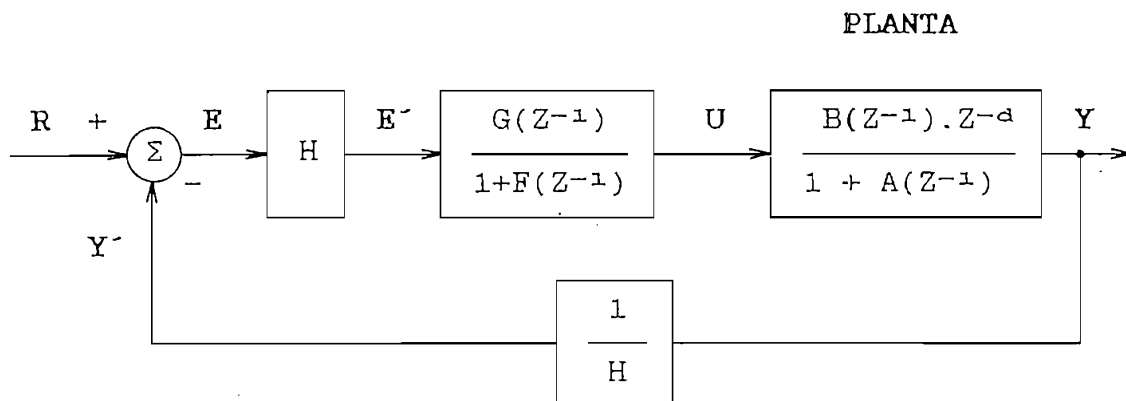 PLANTA
R + Σ - E H E´ G(Z-1) U B(Z-1).Z-d Y
1+F(Z-1) 1 + A(Z-1)
Y´
1
H